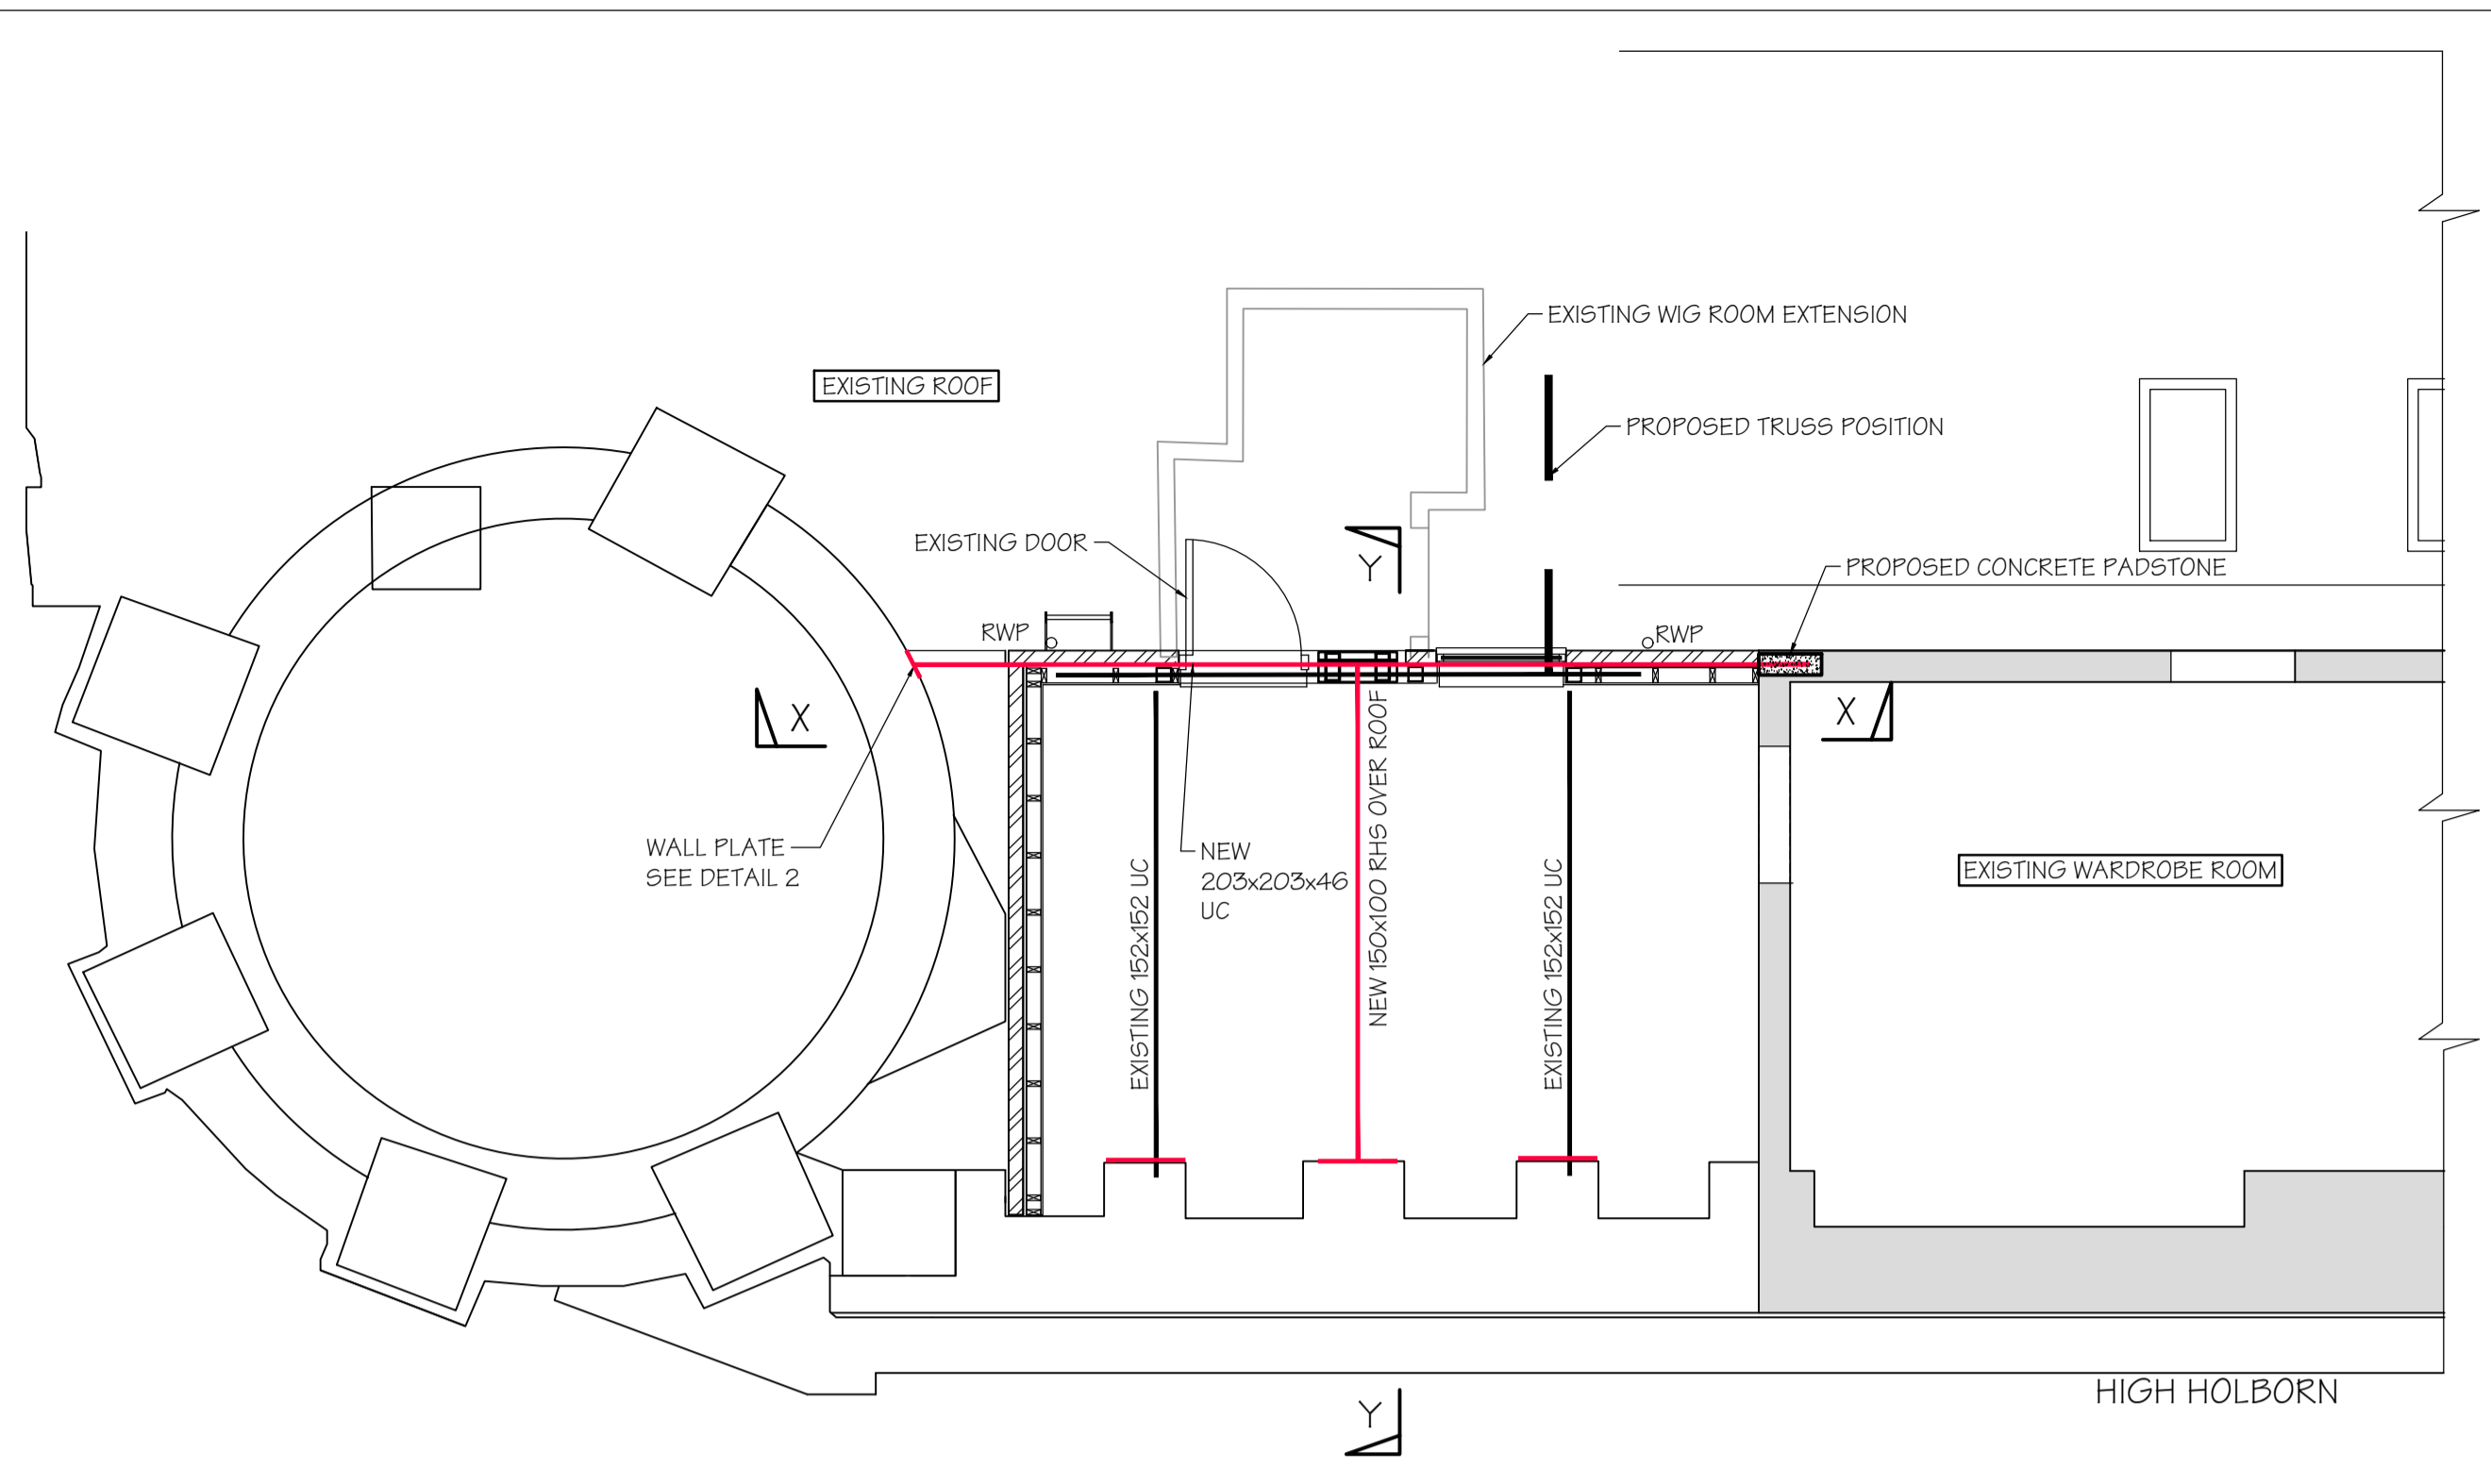 EXISTING WIG ROOM EXTENSION
EXISTING ROOF
PROPOSED TRUSS POSITION
EXISTING DOOR
Y
PROPOSED CONCRETE PADSTONE
RWP
RWP
X
X
WALL PLATE
SEE DETAIL 2
NEW
203x203x46
UC
EXISTING 152x152 UC
NEW 150x100 RHS OVER ROOF
EXISTING 152x152 UC
EXISTING WARDROBE ROOM
HIGH HOLBORN
Y